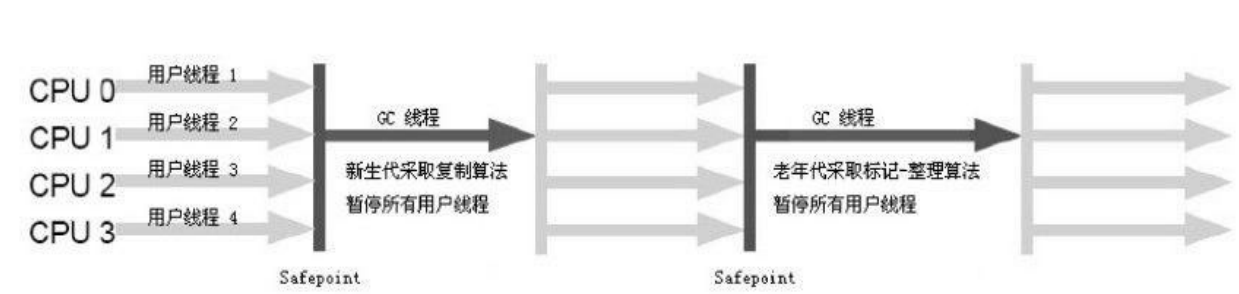 CPU 0 用户线程 1
CPU 1 用户线程 2
CPU 2 用户线程 3
CPU 3 用户线程 4
GC 线程
新生代采取复制算法
暂停所有用户线程
Safepoint
GC 线程
老年代采取标记-整理算法
暂停所有用户线程
Safepoint